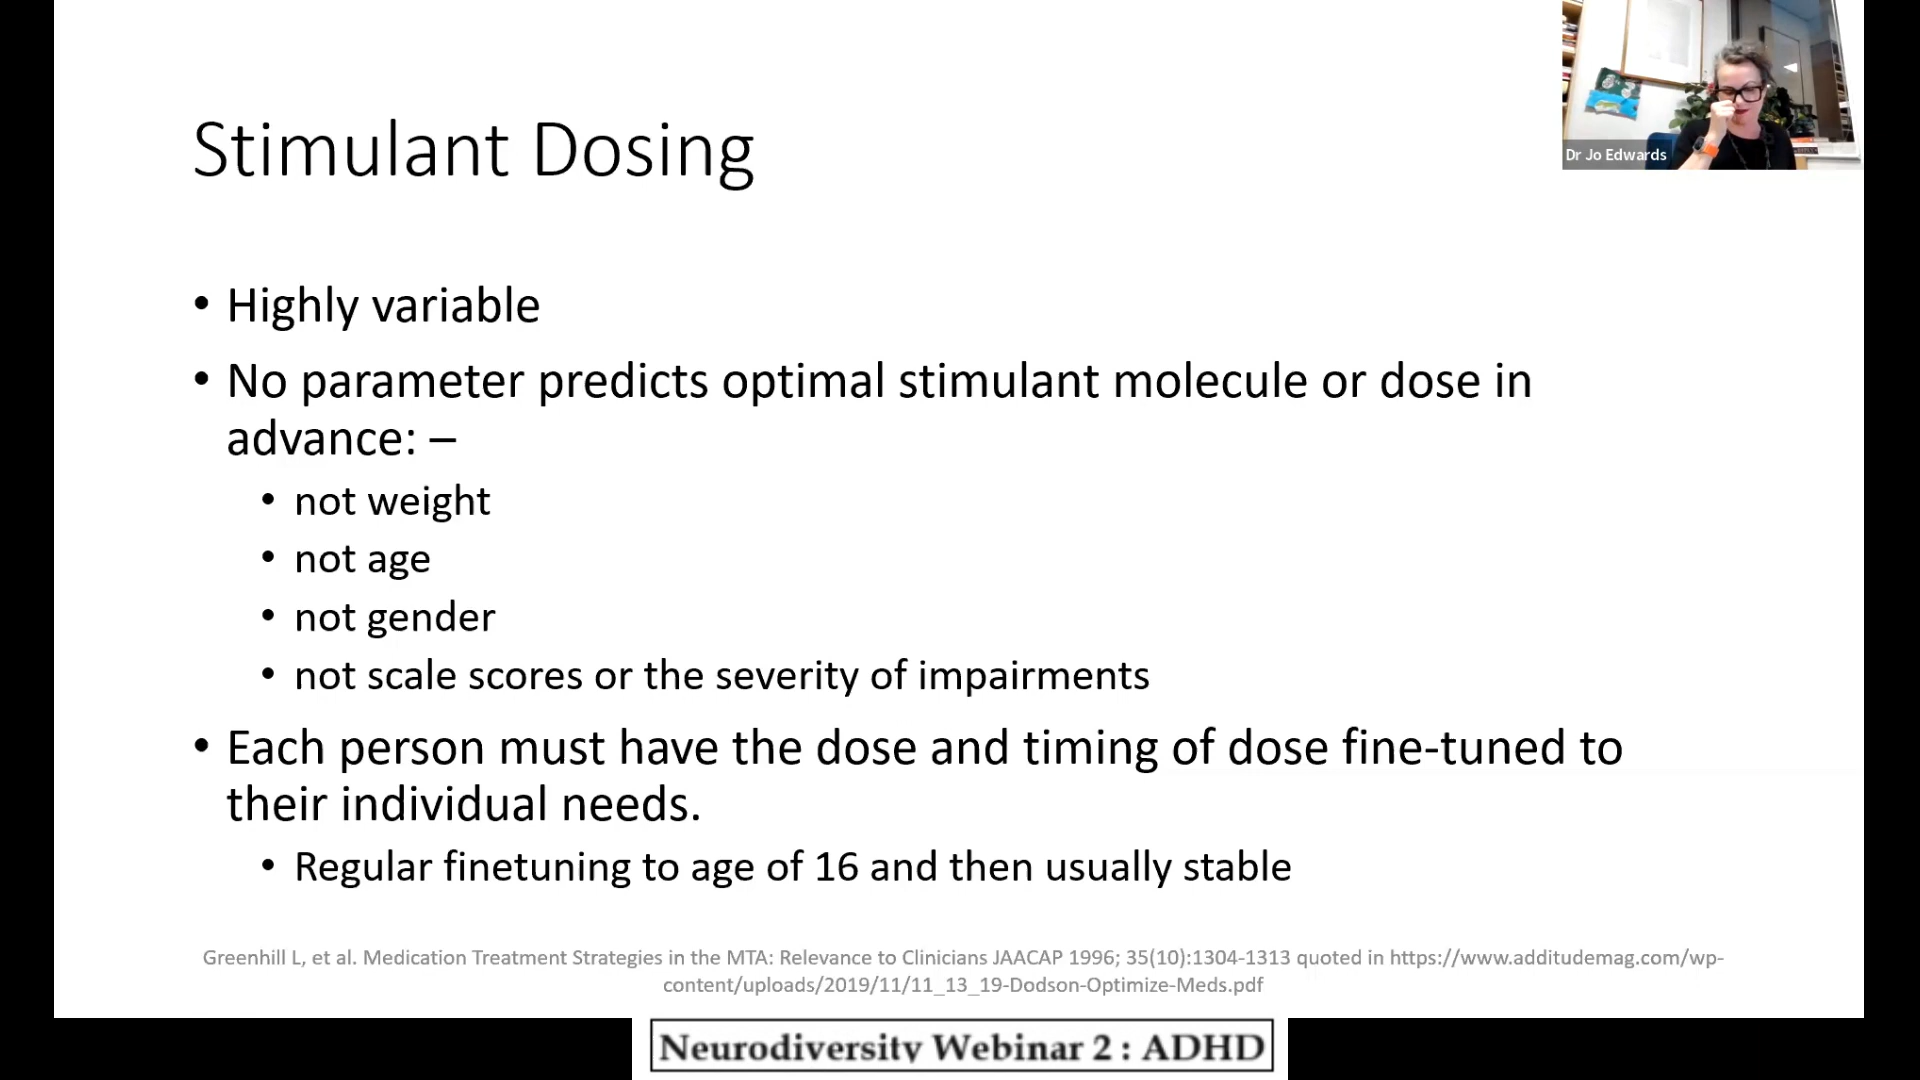 Dr Jo Edwards
Stimulant Dosing
• Highly variable
• No parameter predicts optimal stimulant molecule or dose in
advance: –
• not weight
• not age
• not gender
• not scale scores or the severity of impairments
• Each person must have the dose and timing of dose fine-tuned to
their individual needs.
• Regular finetuning to age of 16 and then usually stable
Greenhill L, et al. Medication Treatment Strategies in the MTA: Relevance to Clinicians JAACAP 1996; 35(10):1304-1313 quoted in https://www.additudemag.com/wp-
content/uploads/2019/11/11_13_19-Dodson-Optimize-Meds.pdf
Neurodiversity Webinar 2 : ADHD